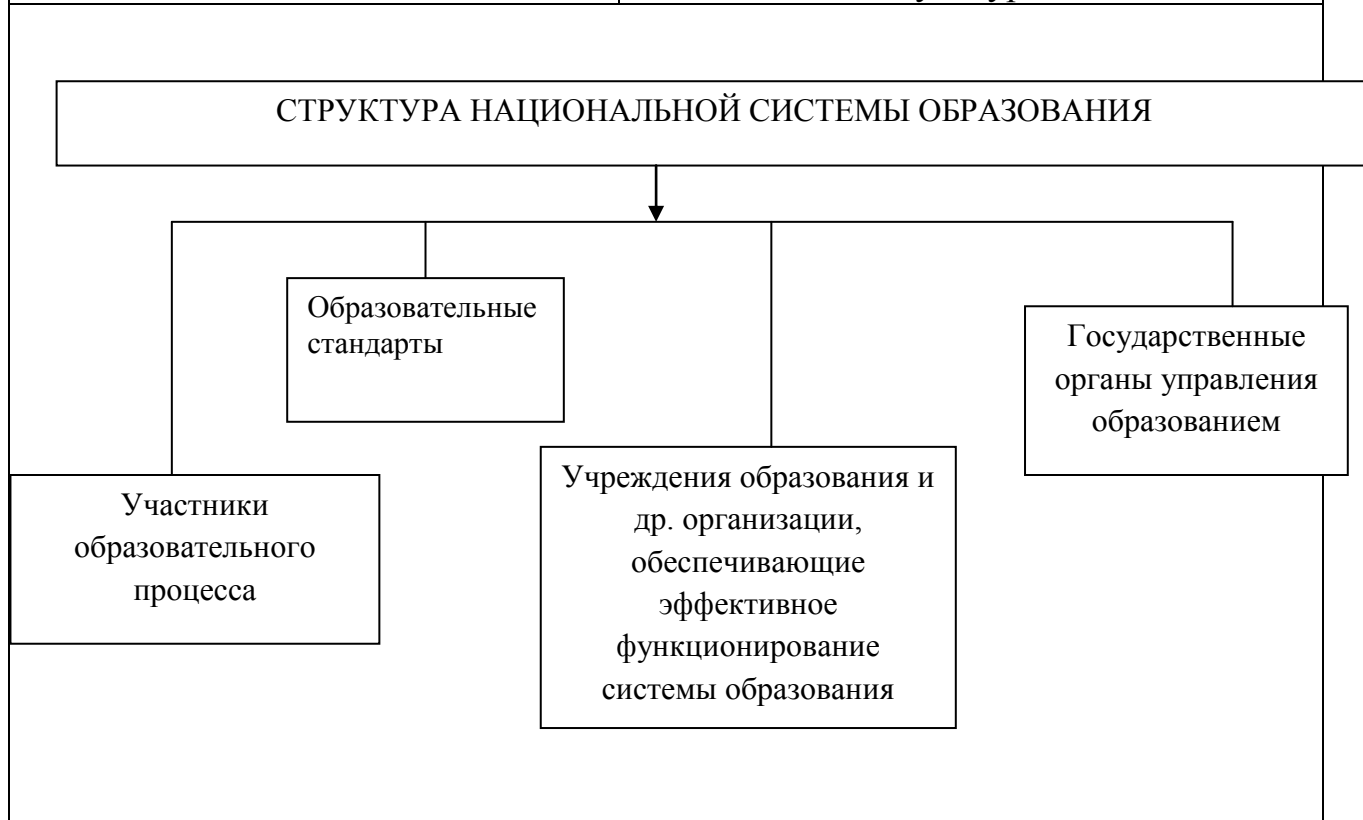 СТРУКТУРА НАЦИОНАЛЬНОЙ СИСТЕМЫ ОБРАЗОВАНИЯ
Образовательные
стандарты
Государственные
органы управления
образованием
Участники
образовательного
процесса
Учреждения образования и
др. организации,
обеспечивающие
эффективное
функционирование
системы образования